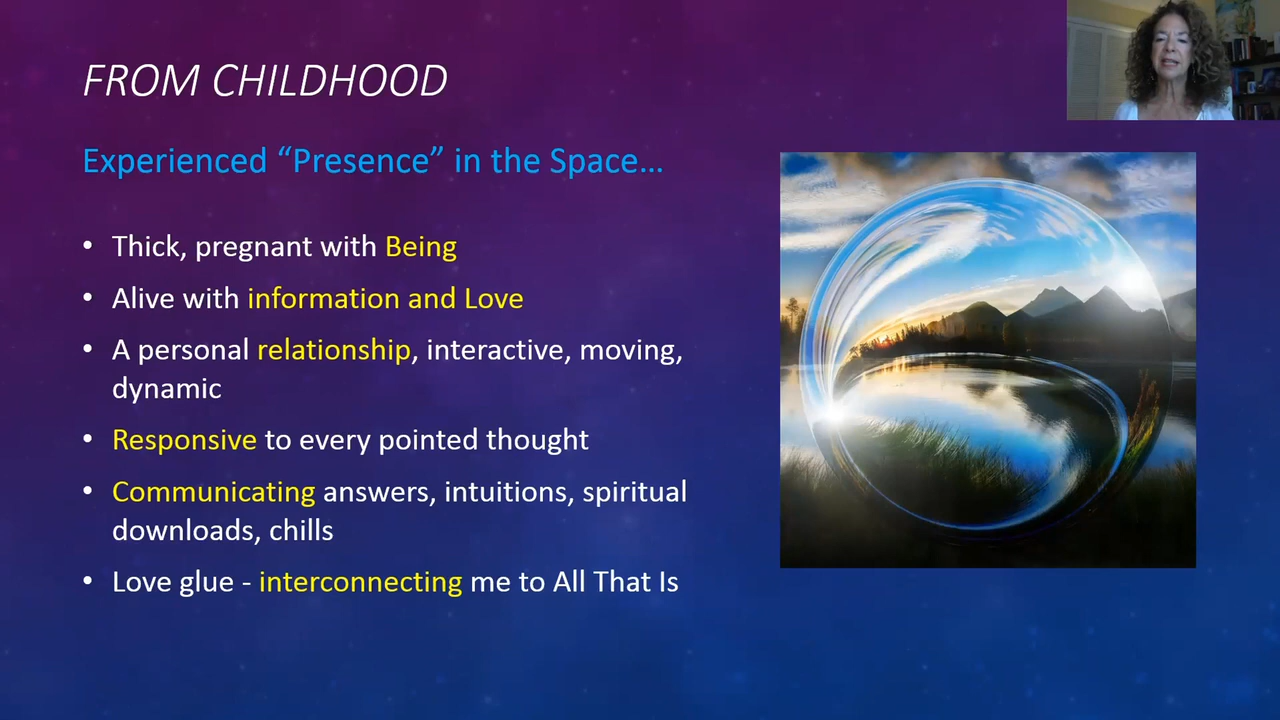 FROM CHILDHOOD
Experienced “Presence” in the Space…
• Thick, pregnant with Being
• Alive with information and Love
• A personal relationship, interactive, moving,
dynamic
• Responsive to every pointed thought
• Communicating answers, intuitions, spiritual
downloads, chills
• Love glue - interconnecting me to All That Is